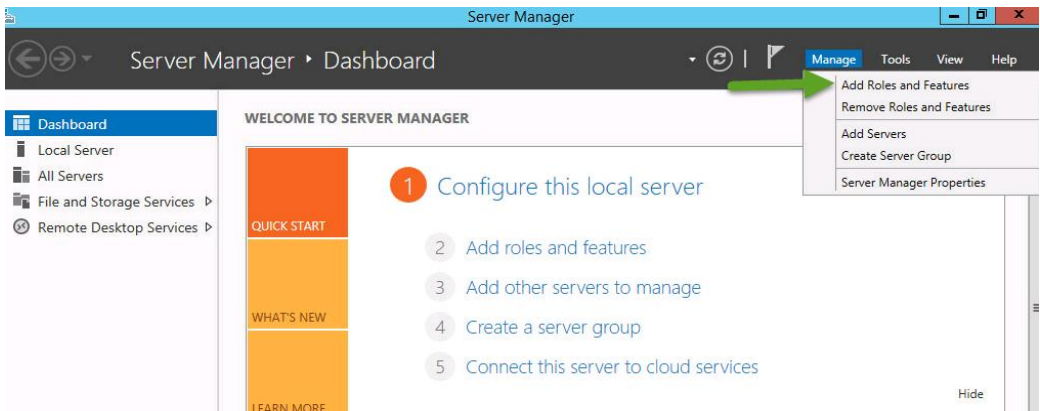 Server Manager
Server Manager • Dashboard
Manage Tools View Help
Add Roles and Features
Remove Roles and Features
Add Servers
Create Server Group
Server Manager Properties
Dashboard
Local Server
All Servers
File and Storage Services
Remote Desktop Services
WELCOME TO SERVER MANAGER
QUICK START
WHAT'S NEW
LEARN MORE
1 Configure this local server
2 Add roles and features
3 Add other servers to manage
4 Create a server group
5 Connect this server to cloud services
Hide